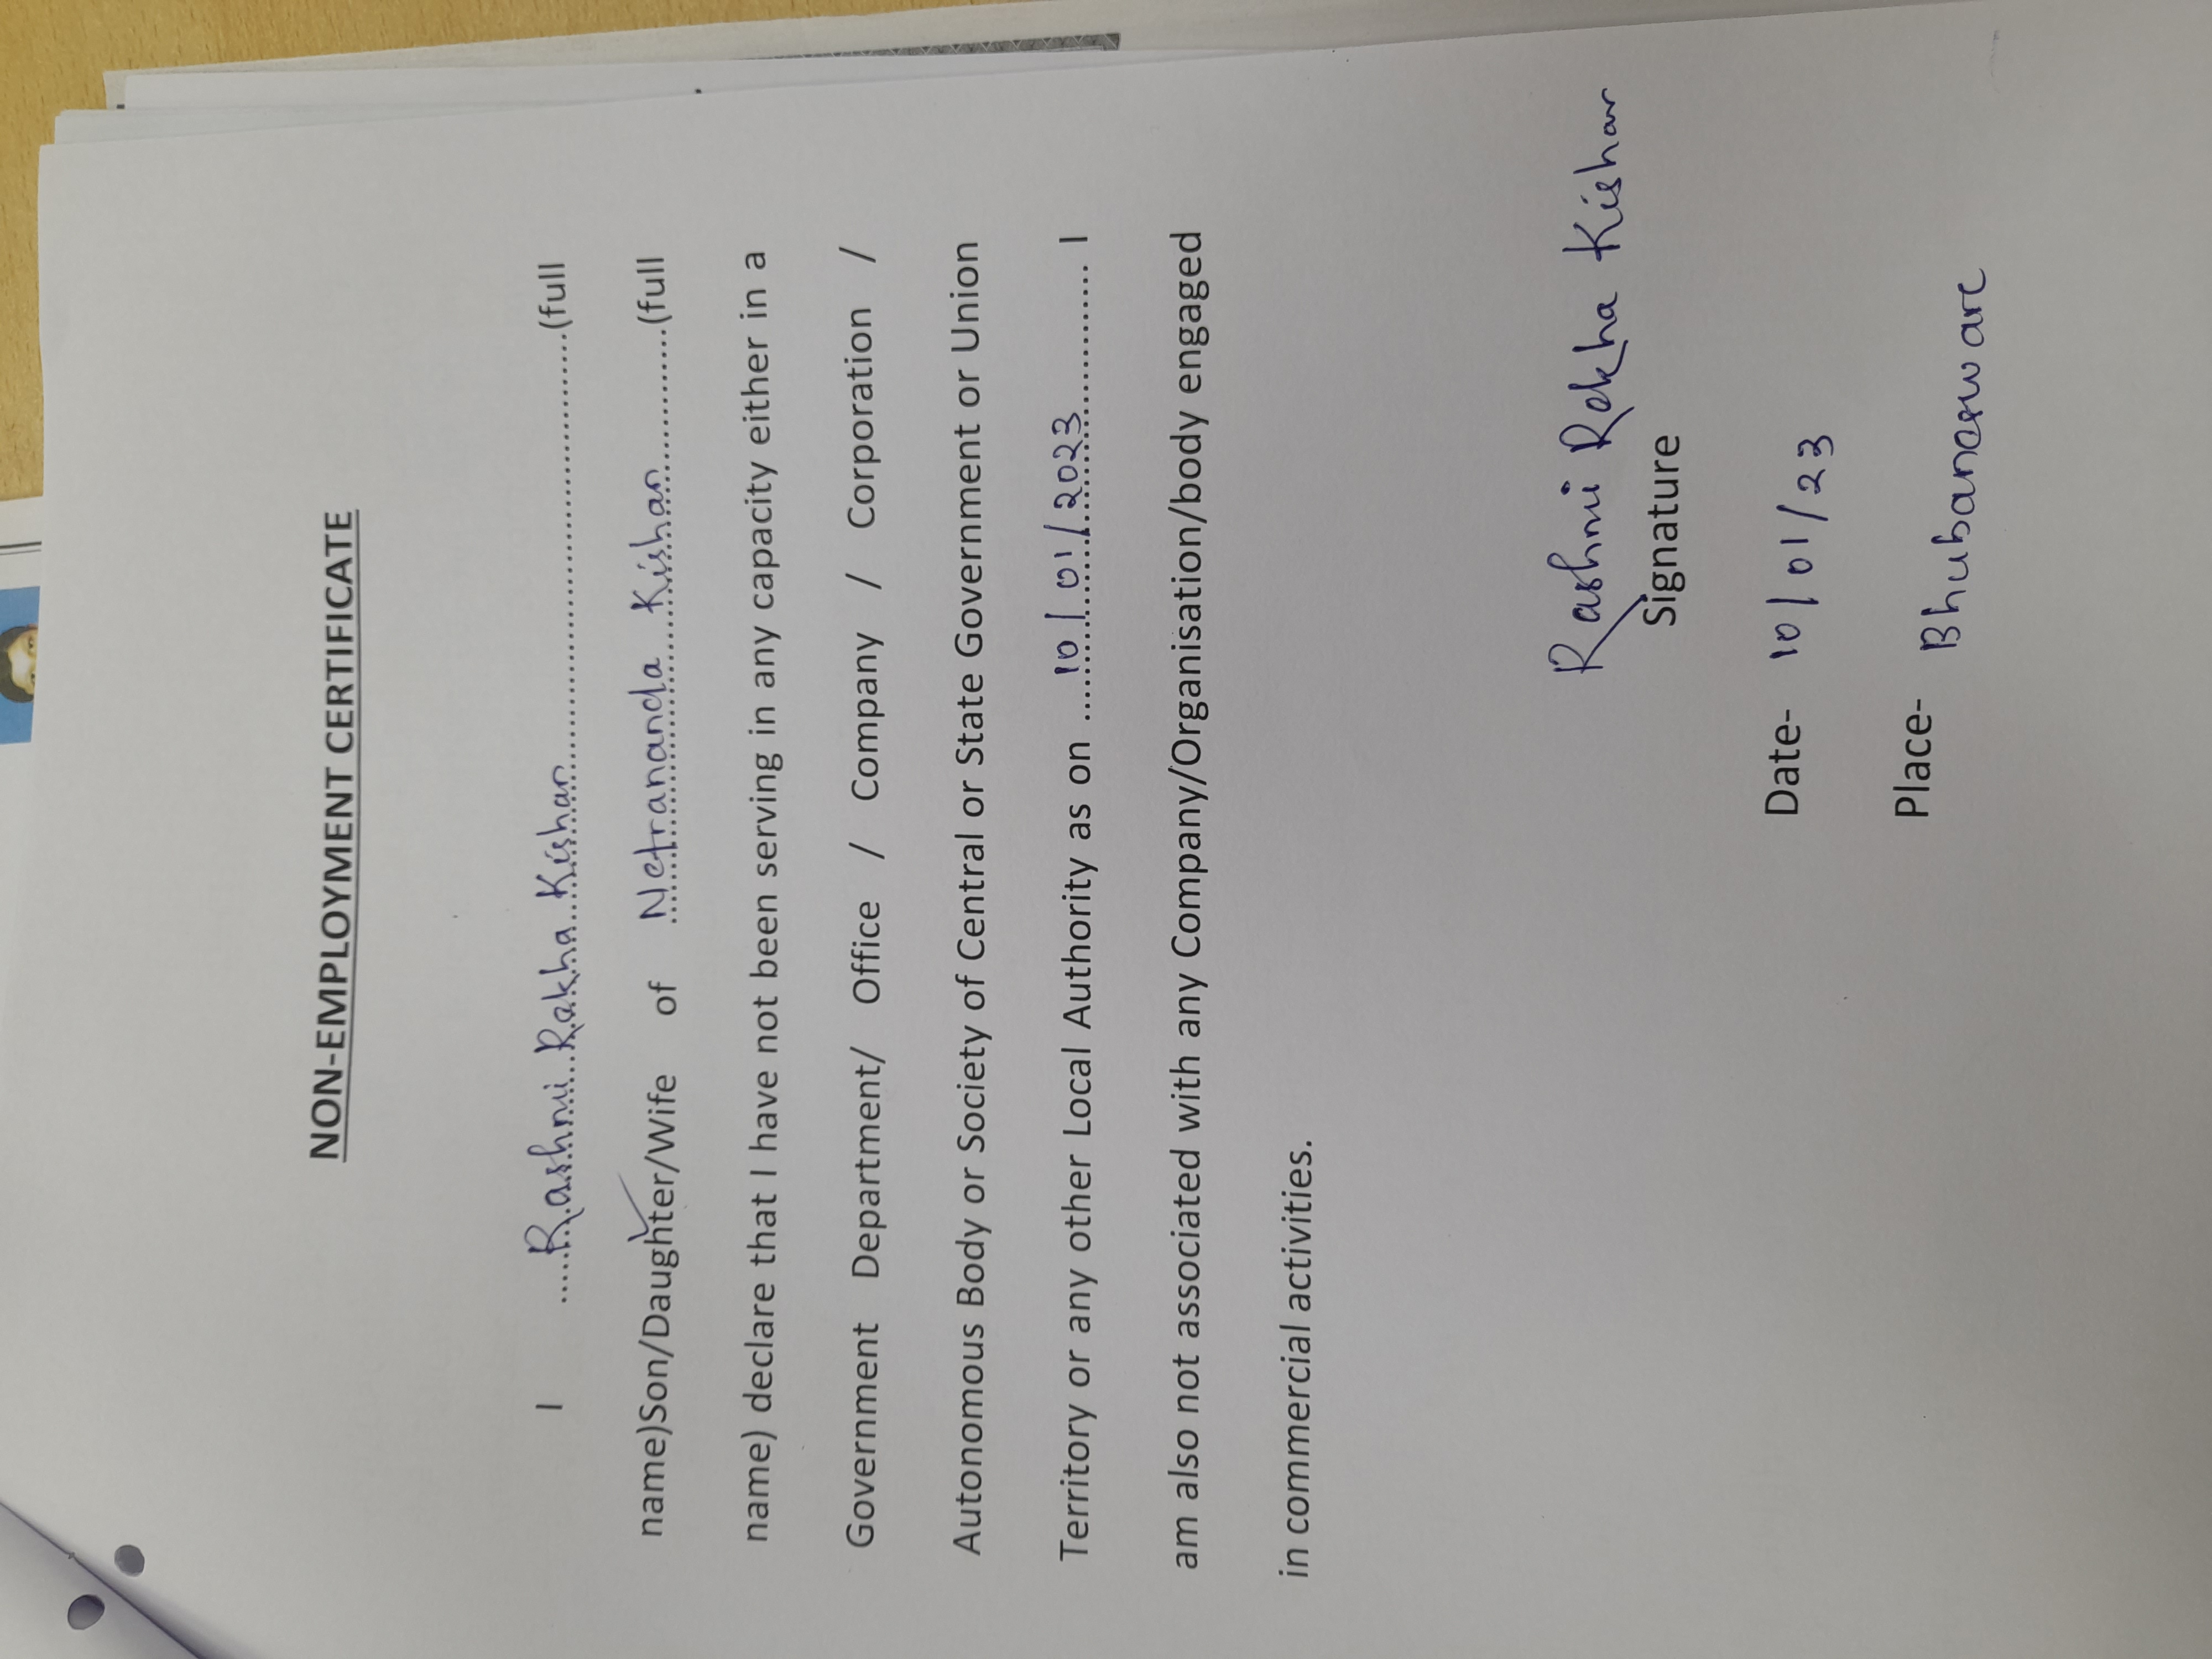 NON-EMPLOYMENT CERTIFICATE
I .....Rashmi Rekha Kishan..........................................(full
name)Son/Daughter/Wife of Netrananda Kishan.............(full
name) declare that I have not been serving in any capacity either in a
Government Department/ Office / Company / Corporation /
Autonomous Body or Society of Central or State Government or Union
Territory or any other Local Authority as on ....10/01/2023.............. I
am also not associated with any Company/Organisation/body engaged
in commercial activities.
Rashmi Rekha Kishan
Signature
Date- 10/01/23
Place- Bhubaneswar